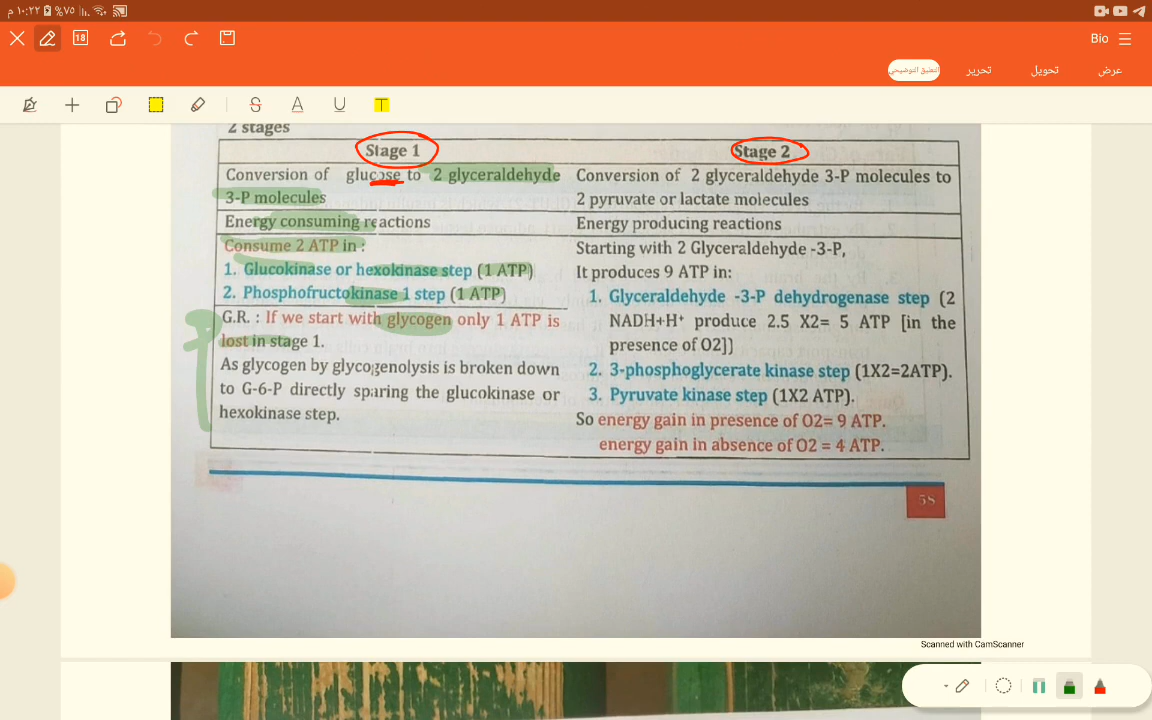 م ١٠:٢٢ %٧٥
18
Bio
عرض
تحويل
تحرير
التعليق التوضيحي
S A U T
2 stages
Stage 1
Conversion of glucose to 2 glyceraldehyde
3-P molecules
Energy consuming reactions
Consume 2 ATP in :
1. Glucokinase or hexokinase step (1 ATP)
2. Phosphofructokinase 1 step (1 ATP)
G.R. : If we start with glycogen only 1 ATP is
lost in stage 1.
As glycogen by glycogenolysis is broken down
to G-6-P directly sparing the glucokinase or
hexokinase step.
Stage 2
Conversion of 2 glyceraldehyde 3-P molecules to
2 pyruvate or lactate molecules
Energy producing reactions
Starting with 2 Glyceraldehyde -3-P,
It produces 9 ATP in:
1. Glyceraldehyde -3-P dehydrogenase step (2
NADH+H+ produce 2.5 X2= 5 ATP [in the
presence of O2])
2. 3-phosphoglycerate kinase step (1X2=2ATP).
3. Pyruvate kinase step (1X2 ATP).
So energy gain in presence of O2= 9 ATP.
energy gain in absence of O2 = 4 ATP.
58
Scanned with CamScanner